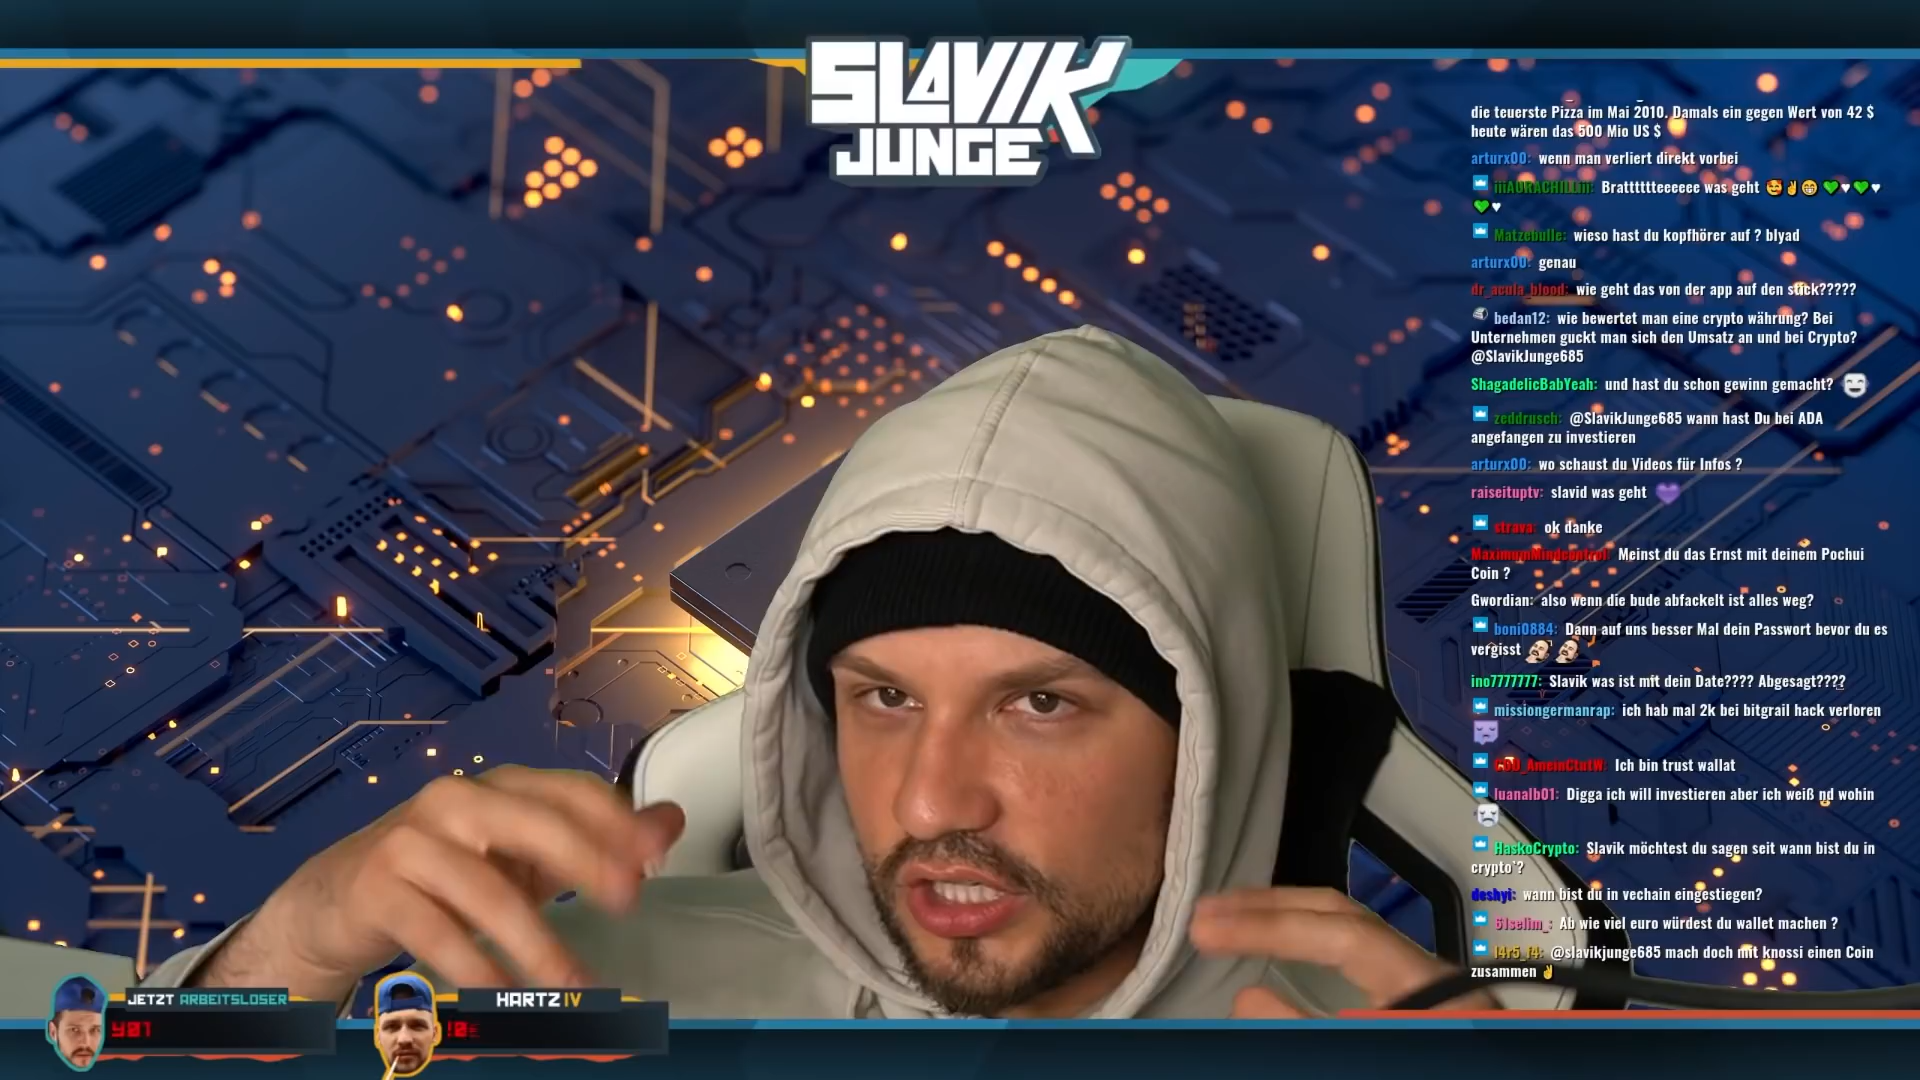 SLAVIK
JUNGE
die teuerste Pizza im Mai 2010. Damals ein gegen Wert von 42 $
heute wären das 500 Mio US $
arturx00: wenn man verliert direkt vorbei
iiiAURACHILLiii: Bratttttteeeeee was geht 🥰✌😁💚♥💚♥
💚♥
Matzebulle: wieso hast du kopfhörer auf ? blyad
arturx00: genau
dr_acula_blood: wie geht das von der app auf den stick?????
bedan12: wie bewertet man eine crypto währung? Bei
Unternehmen guckt man sich den Umsatz an und bei Crypto?
@SlavikJunge685
ShagadelicBabYeah: und hast du schon gewinn gemacht?
zeddrusch: @SlavikJunge685 wann hast Du bei ADA
angefangen zu investieren
arturx00: wo schaust du Videos für Infos ?
raiseituptv: slavid was geht 💜
strava: ok danke
MaximumMindcontrol: Meinst du das Ernst mit deinem Pochui
Coin ?
Gwordian: also wenn die bude abfackelt ist alles weg?
boni0884: Dann auf uns besser Mal dein Passwort bevor du es
vergisst
ino7777777: Slavik was ist mit dein Date???? Abgesagt????
missiongermanrap: ich hab mal 2k bei bitgrail hack verloren
Ich bin trust wallat
luanalb01: Digga ich will investieren aber ich weiß nd wohin
HaskoCrypto: Slavik möchtest du sagen seit wann bist du in
crypto`?
deshyi: wann bist du in vechain eingestiegen?
61selim_: Ab wie viel euro würdest du wallet machen ?
l4r5_f4: @slavikjunge685 mach doch mit knossi einen Coin
zusammen ✌
JETZT ARBEITSLOSER
HARTZ IV